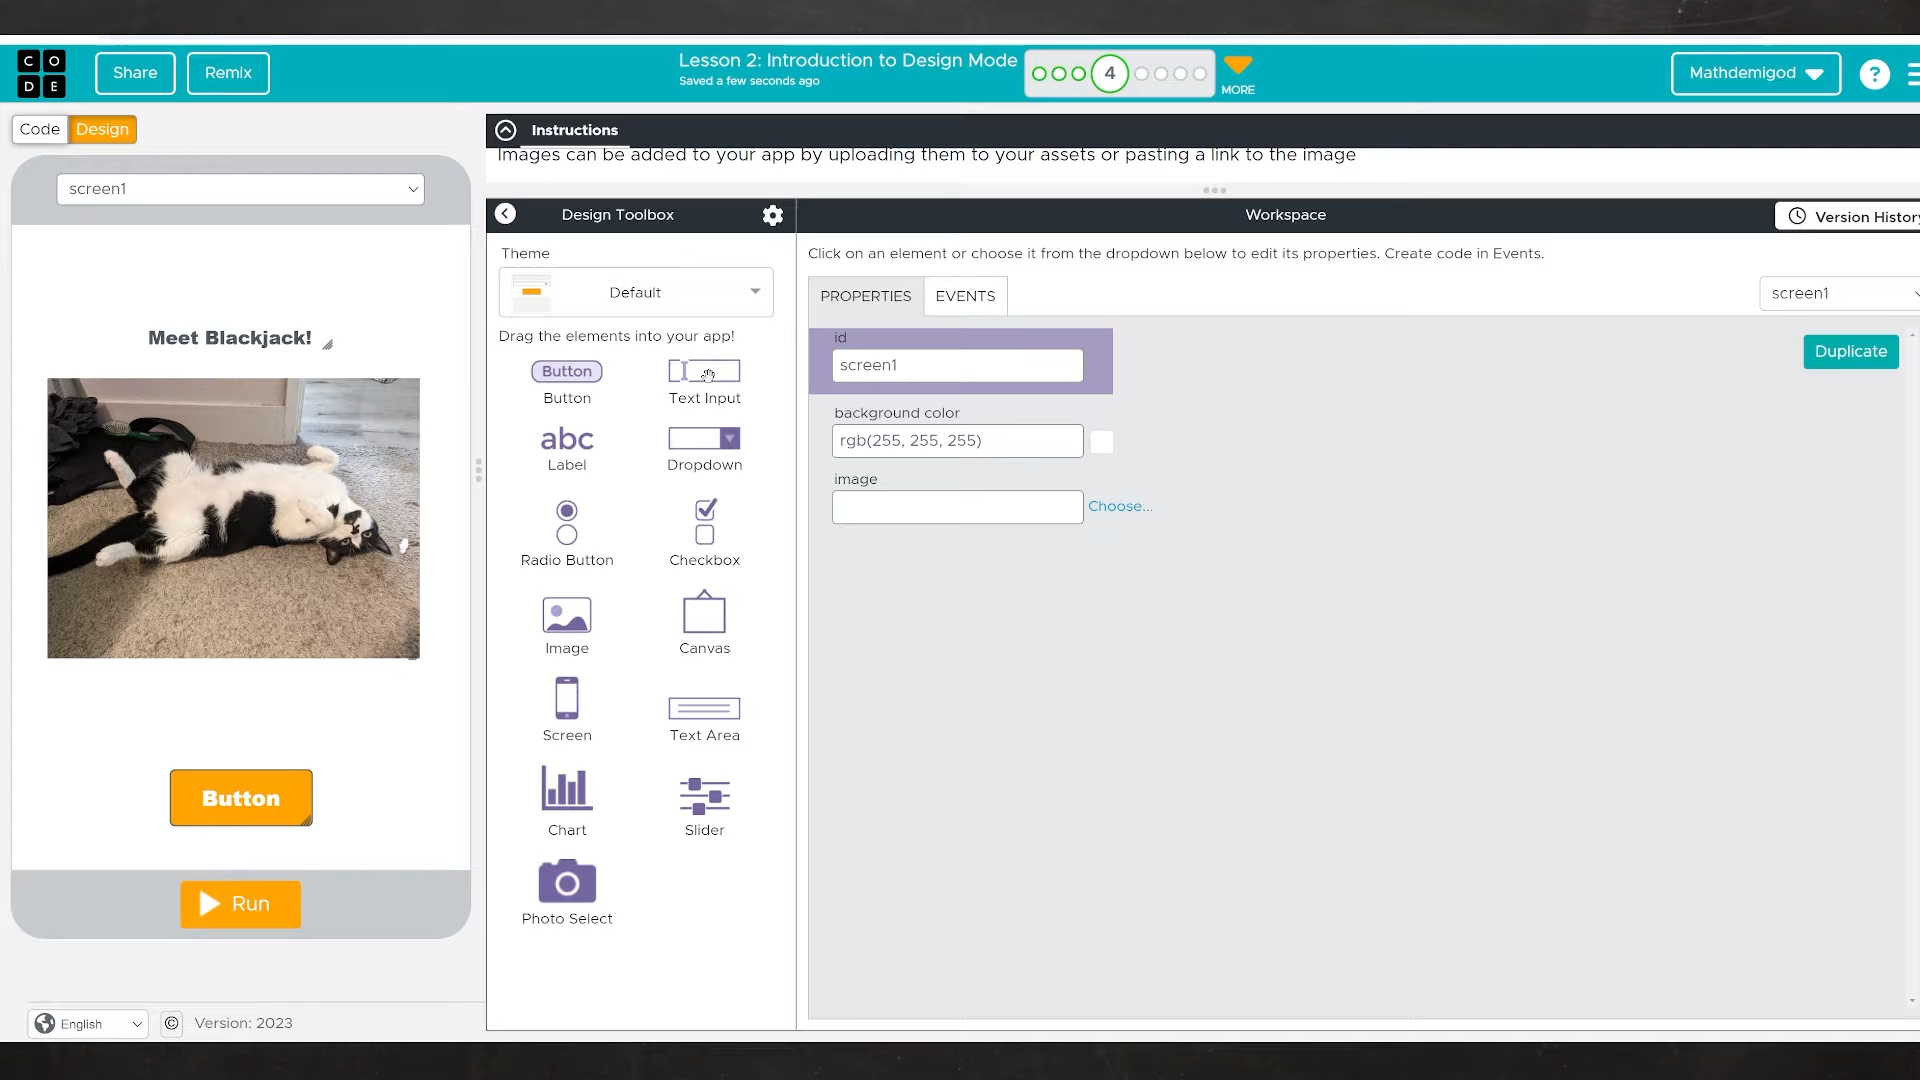 CO
DE
Share
Remix
Lesson 2: Introduction to Design Mode
Saved a few seconds ago
4
MORE
Mathdemigod
?
Code
Design
screen1
Meet Blackjack!
Button
Run
English
©
Version: 2023
Instructions
Images can be added to your app by uploading them to your assets or pasting a link to the image
Design Toolbox
Theme
Default
Drag the elements into your app!
Button
Button
Text Input
abc
Label
Dropdown
Radio Button
Checkbox
Image
Canvas
Screen
Text Area
Chart
Slider
Photo Select
Workspace
Version History
Click on an element or choose it from the dropdown below to edit its properties. Create code in Events.
PROPERTIES
EVENTS
screen1
id
screen1
Duplicate
background color
rgb(255, 255, 255)
image
Choose...